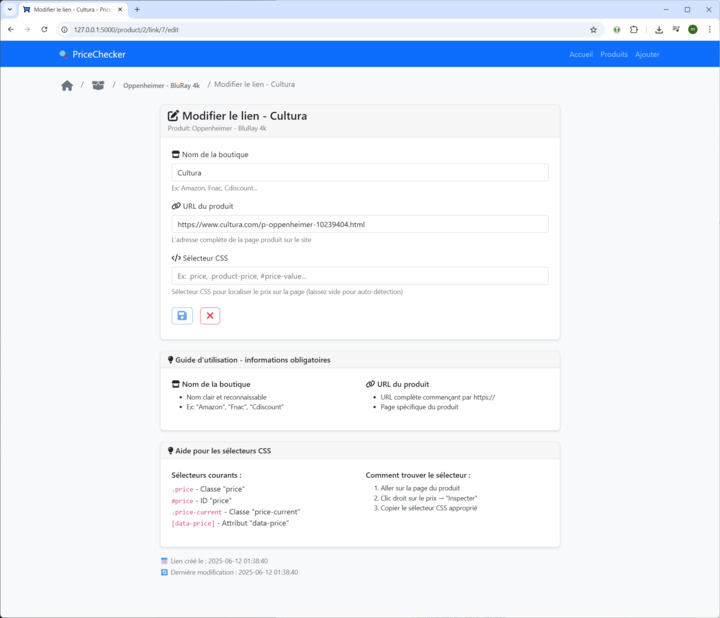 Modifier le lien - Cultura - Price
127.0.0.1:5000/product/2/link/7/edit
PriceChecker
Accueil Produits Ajouter
/ / Oppenheimer - BluRay 4k / Modifier le lien - Cultura
Modifier le lien - Cultura
Produit: Oppenheimer - BluRay 4k
Nom de la boutique
Cultura
Ex: Amazon, Fnac, Cdiscount...
URL du produit
https://www.cultura.com/p-oppenheimer-10239404.html
L'adresse complète de la page produit sur le site
Sélecteur CSS
Ex: .price, .product-price, #price-value...
Sélecteur CSS pour localiser le prix sur la page (laissez vide pour auto-détection)
Guide d'utilisation - informations obligatoires
Nom de la boutique
• Nom clair et reconnaissable
• Ex: "Amazon", "Fnac", "Cdiscount"
URL du produit
• URL complète commençant par https://
• Page spécifique du produit
Aide pour les sélecteurs CSS
Sélecteurs courants :
.price - Classe "price"
#price - ID "price"
.price-current - Classe "price-current"
[data-price] - Attribut "data-price"
Comment trouver le sélecteur :
1. Aller sur la page du produit
2. Clic droit sur le prix → "Inspecter"
3. Copier le sélecteur CSS approprié
Lien créé le : 2025-06-12 01:38:40
Dernière modification : 2025-06-12 01:38:40